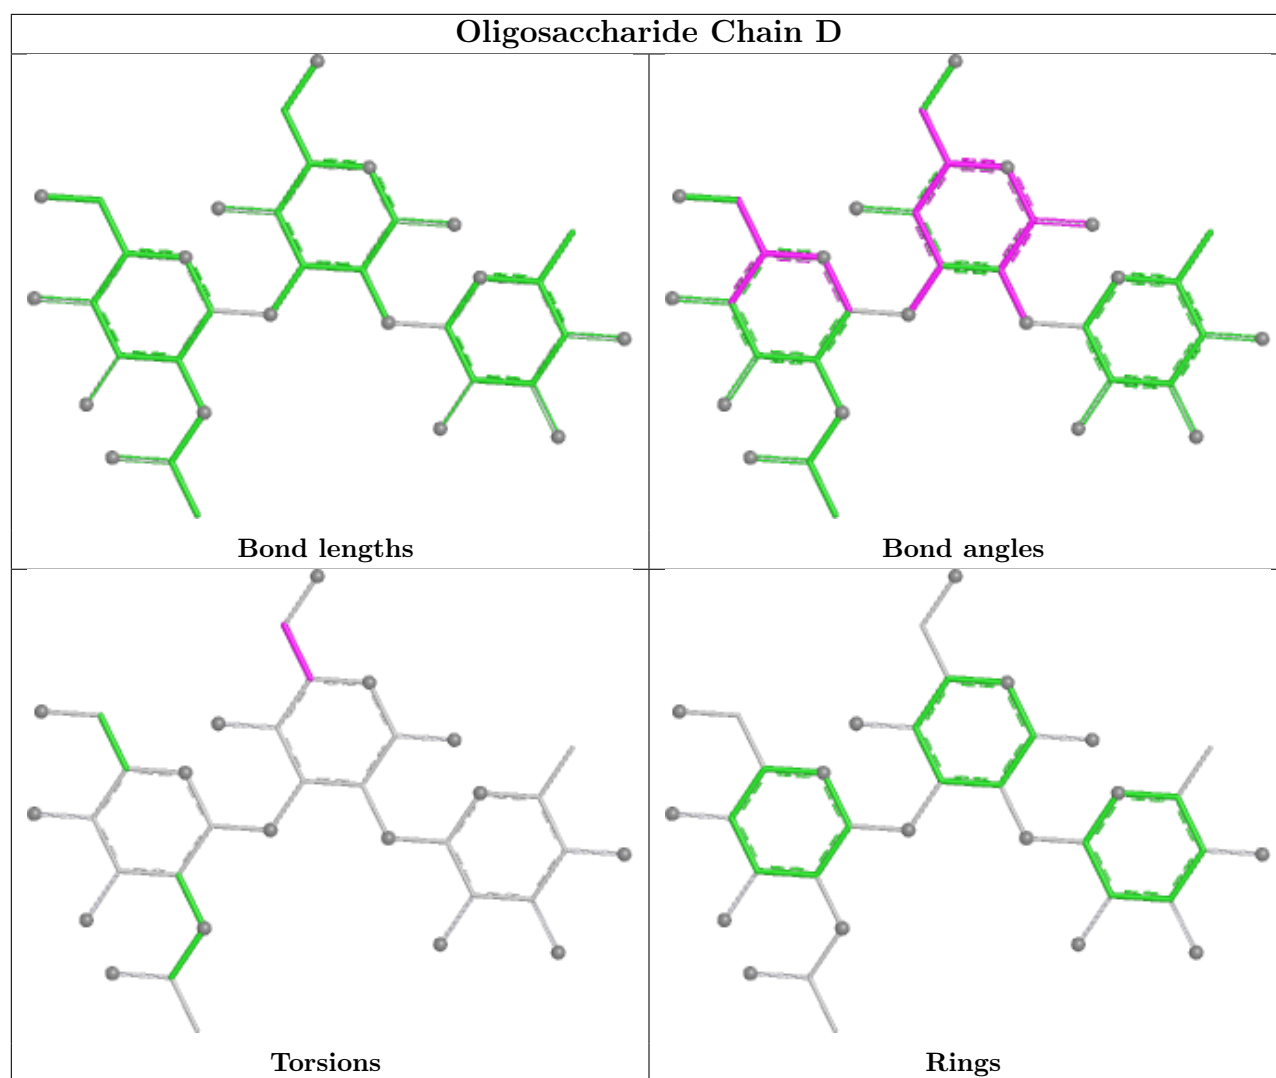 Oligosaccharide Chain D
Bond lengths
Bond angles
Torsions
Rings